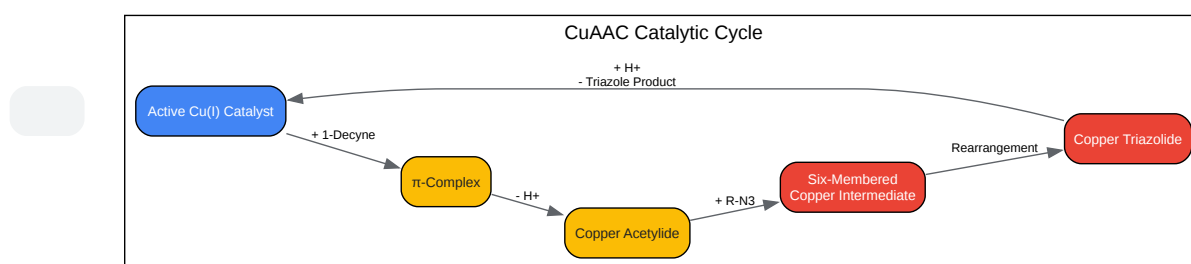 CuAAC Catalytic Cycle
+ H+
- Triazole Product
Active Cu(I) Catalyst
+ 1-Decyne
π-Complex
- H+
Copper Acetylide
+ R-N3
Six-Membered
Copper Intermediate
Rearrangement
Copper Triazolide